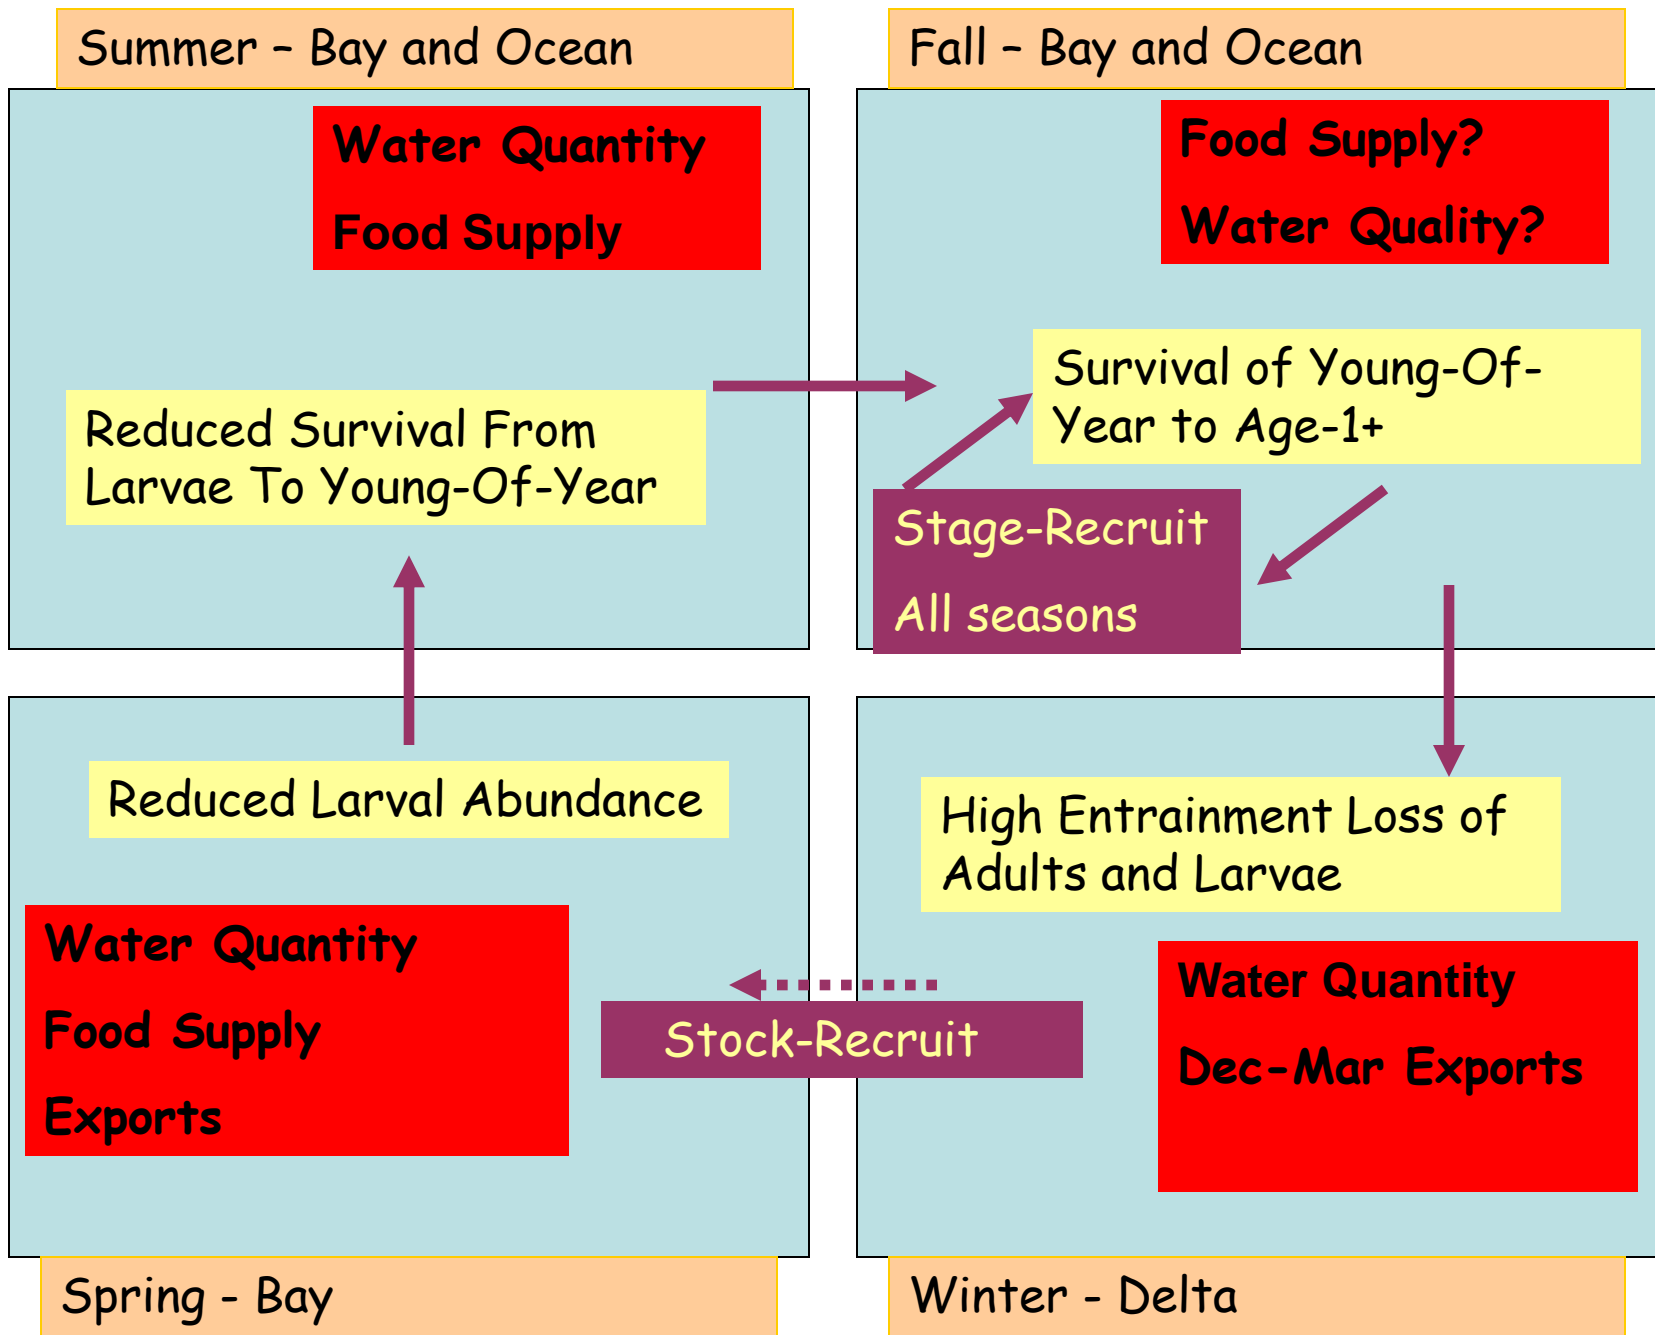 Summer – Bay and Ocean
Water Quantity
Food Supply
Reduced Survival From
Larvae To Young-Of-Year
Fall – Bay and Ocean
Food Supply?
Water Quality?
Survival of Young-Of-
Year to Age-1+
Stage-Recruit
All seasons
Reduced Larval Abundance
Water Quantity
Food Supply
Exports
Spring - Bay
Stock-Recruit
High Entrainment Loss of
Adults and Larvae
Water Quantity
Dec-Mar Exports
Winter - Delta